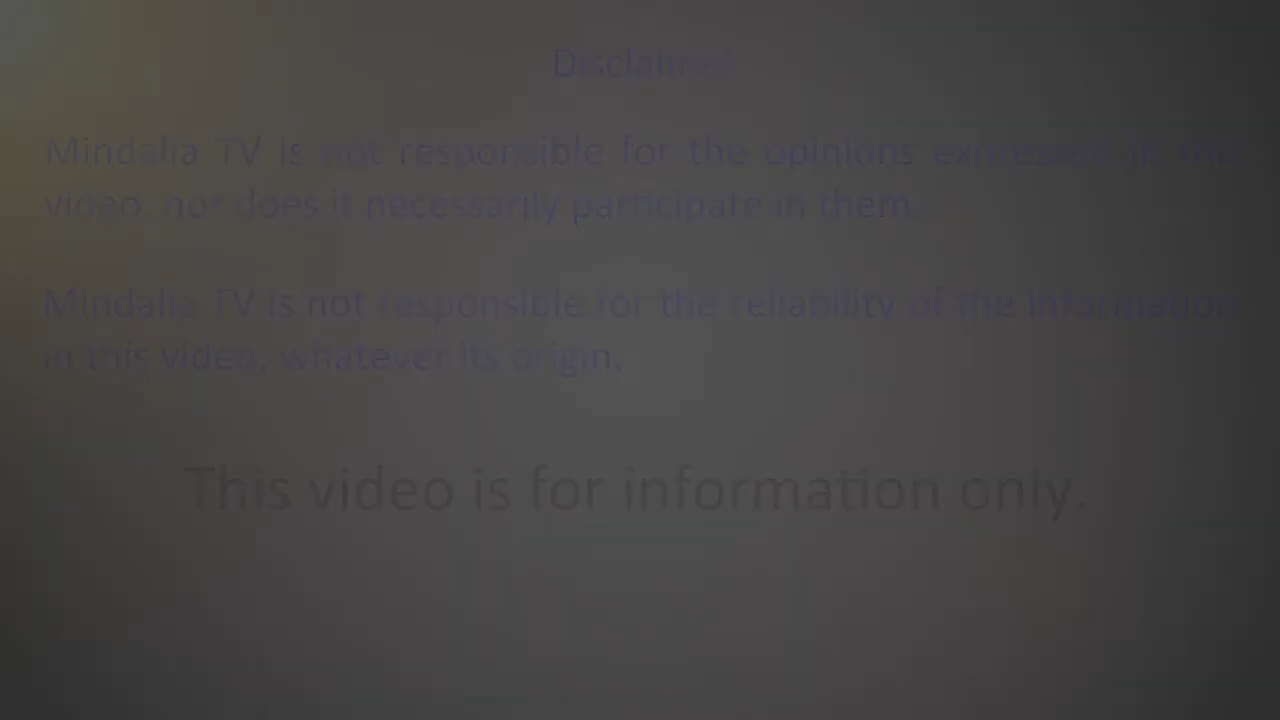 Disclaimer
Mindalia TV is not responsible for the opinions expressed in this
video, nor does it necessarily participate in them.
Mindalia TV is not responsible for the reliability of the information
in this video, whatever its origin.
This video is for information only.